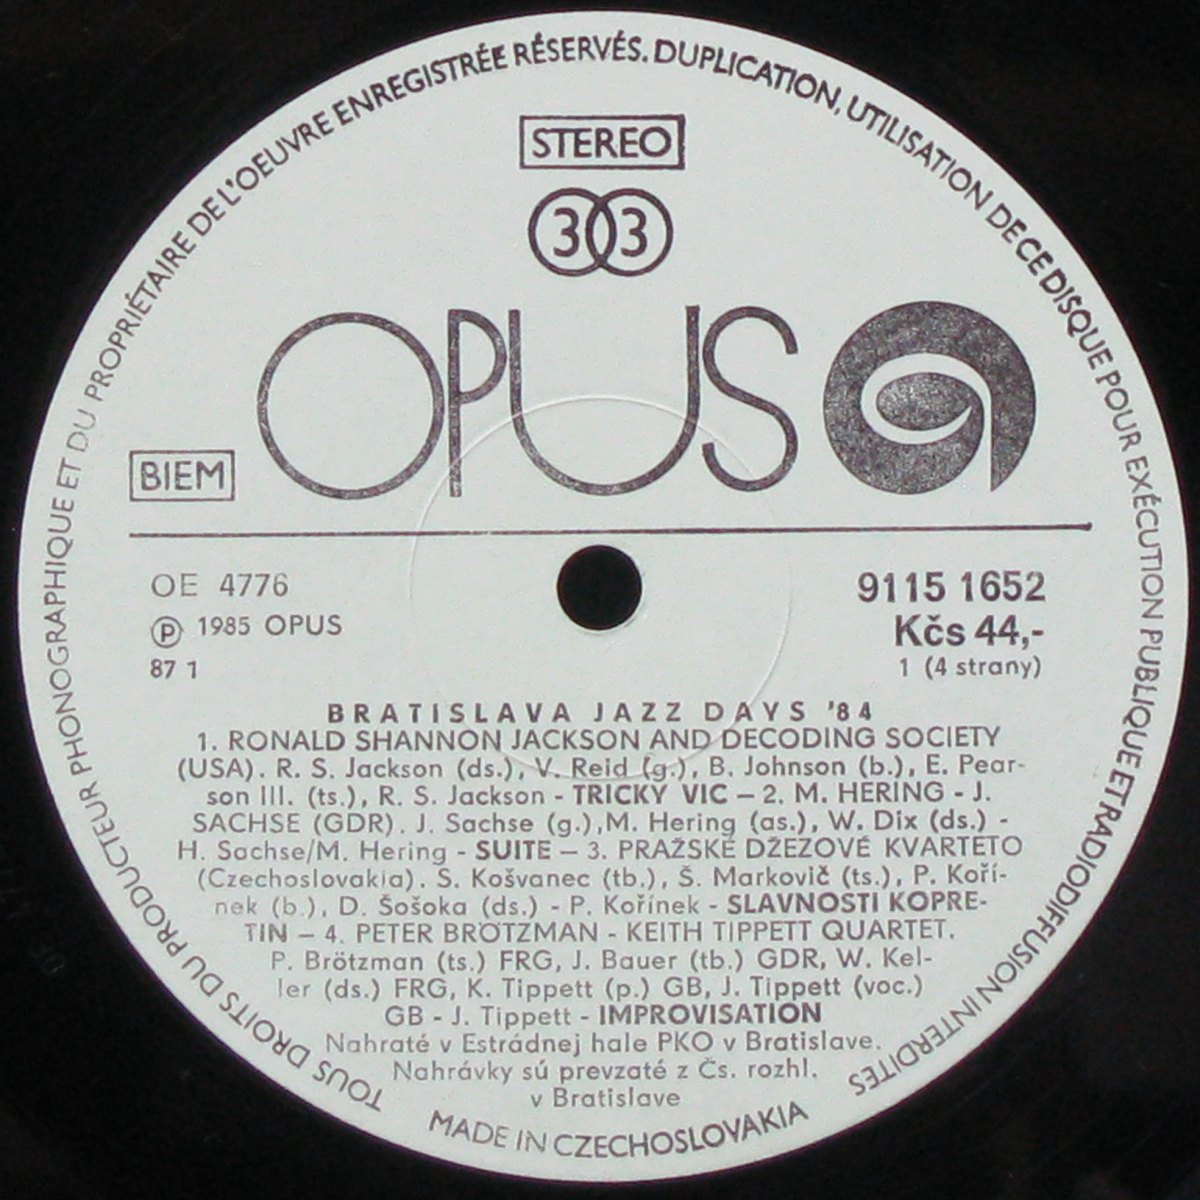 TOUS DROITS DU PRODUCTEUR PHONOGRAPHIQUE ET DU PROPRIÉTAIRE DE L'OEUVRE ENREGISTRÉE RÉSERVÉS. DUPLICATION, UTILISATION DE CE DISQUE POUR EXÉCUTION PUBLIQUE ET RADIODIFFUSION INTERDITES
STEREO
33
OPUS
BIEM
OE 4776
9115 1652
Ⓟ 1985 OPUS
Kčs 44,-
87 1
1 (4 strany)
BRATISLAVA JAZZ DAYS '84
1. RONALD SHANNON JACKSON AND DECODING SOCIETY
(USA). R. S. Jackson (ds.), V. Reid (g.), B. Johnson (b.), E. Pear-
son III. (ts.), R. S. Jackson - TRICKY VIC – 2. M. HERING - J.
SACHSE (GDR). J. Sachse (g.),M. Hering (as.), W. Dix (ds.) -
H. Sachse/M. Hering - SUITE – 3. PRAŽSKÉ DŽEZOVÉ KVARTETO
(Czechoslovakia). S. Košvanec (tb.), Š. Markovič (ts.), P. Koří-
nek (b.), D. Šošoka (ds.) - P. Kořínek - SLAVNOSTI KOPRE-
TIN – 4. PETER BRÖTZMAN - KEITH TIPPETT QUARTET.
P. Brötzman (ts.) FRG, J. Bauer (tb.) GDR, W. Kel-
ler (ds.) FRG, K. Tippett (p.) GB, J. Tippett (voc.)
GB - J. Tippett - IMPROVISATION
Nahraté v Estrádnej hale PKO v Bratislave.
Nahrávky sú prevzaté z Čs. rozhl.
v Bratislave
MADE IN CZECHOSLOVAKIA